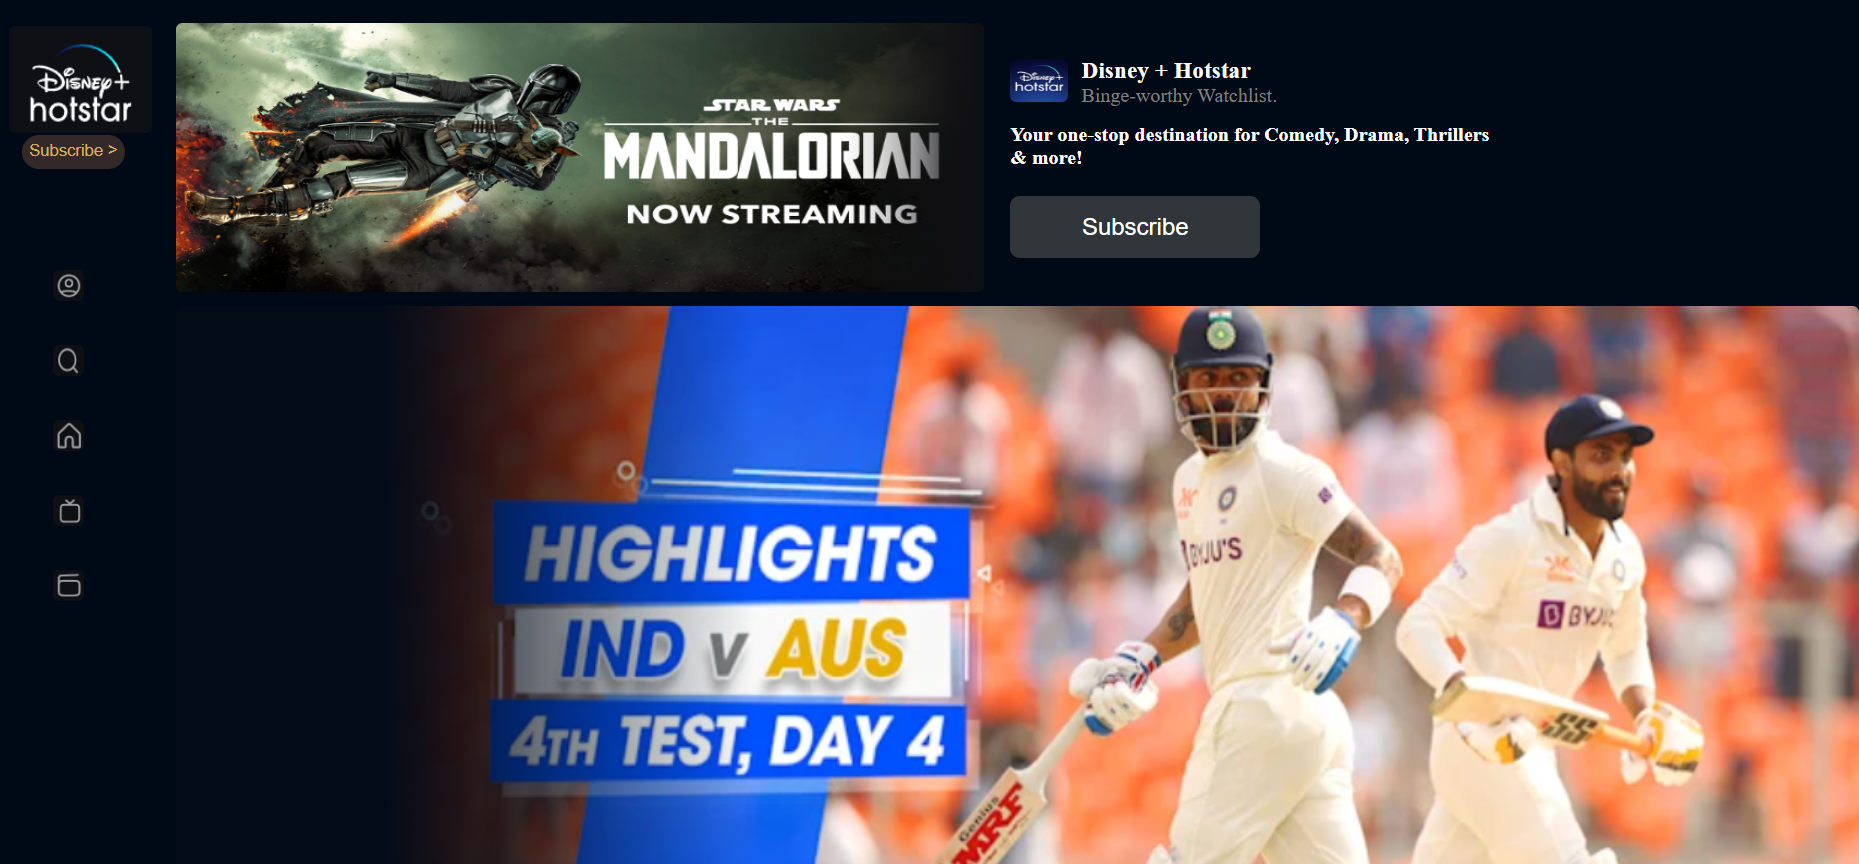 Disney+
hotstar
Subscribe >
STAR WARS
THE
MANDALORIAN
NOW STREAMING
Disney+
hotstar
Disney + Hotstar
Binge-worthy Watchlist.
Your one-stop destination for Comedy, Drama, Thrillers
& more!
Subscribe
HIGHLIGHTS
IND v AUS
4TH TEST, DAY 4
BYJU'S
BYJU'S
SS
Genius
MRF